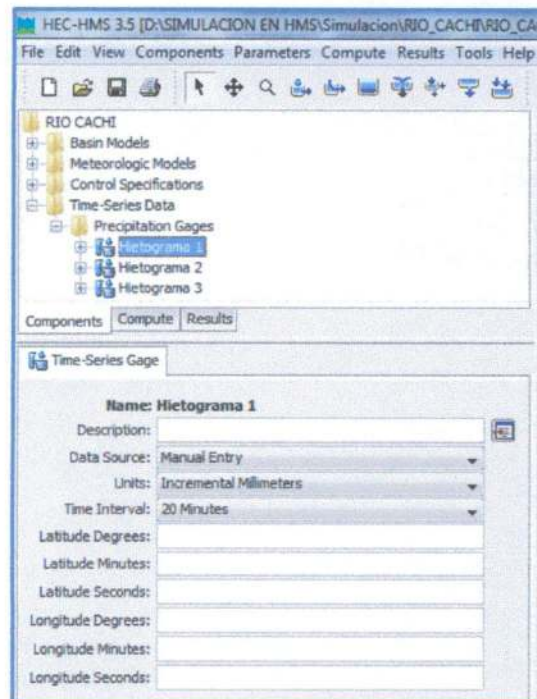 HEC-HMS 3.5 [D:\SIMULACION EN HMS\Simulacion\RIO_CACHI\RIO_CA
File Edit View Components Parameters Compute Results Tools Help
RIO CACHI
Basin Models
Meteorologic Models
Control Specifications
Time-Series Data
Precipitation Gages
Hietograma 1
Hietograma 2
Hietograma 3
Components Compute Results
Time-Series Gage
Name: Hietograma 1
Description:
Data Source: Manual Entry
Units: Incremental Millimeters
Time Interval: 20 Minutes
Latitude Degrees:
Latitude Minutes:
Latitude Seconds:
Longitude Degrees:
Longitude Minutes:
Longitude Seconds: